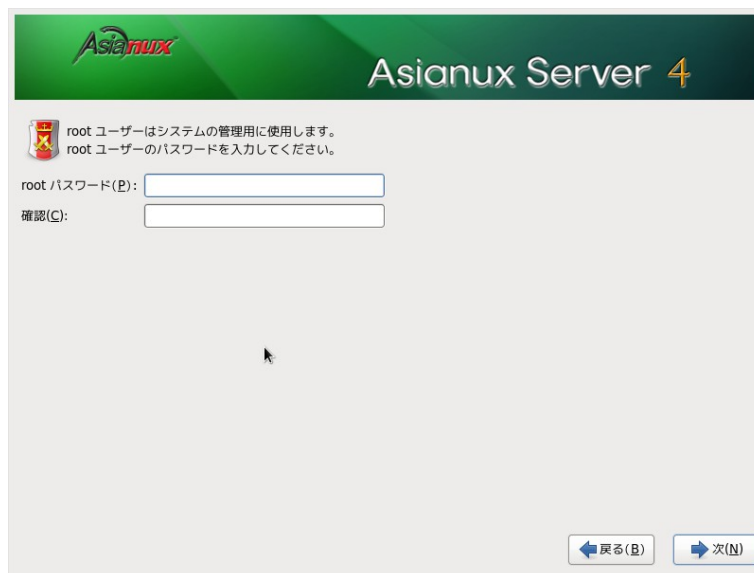 Asianux
Asianux Server 4
root ユーザーはシステムの管理用に使用します。
root ユーザーのパスワードを入力してください。
root パスワード(P):
確認(C):
戻る(B)
次(N)